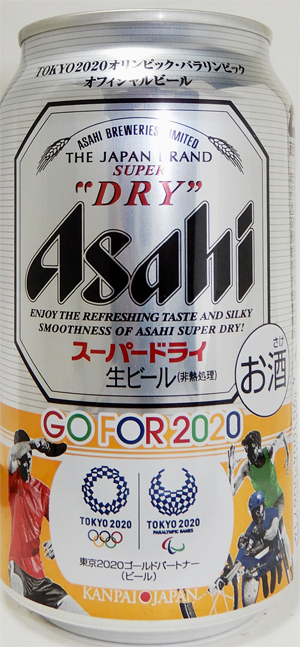 TOKYO2020オリンピック・パラリンピック
オフィシャルビール
ASAHI BREWERIES LIMITED
THE JAPAN BRAND
SUPER
"DRY"
Asahi
ENJOY THE REFRESHING TASTE AND SILKY
SMOOTHNESS OF ASAHI SUPER DRY!
スーパードライ
生ビール(非熱処理)
さけ
お酒
GO FOR 2020
TOKYO 2020
TOKYO 2020
PARALYMPIC GAMES
東京2020ゴールドパートナー
(ビール)
KANPAI JAPAN